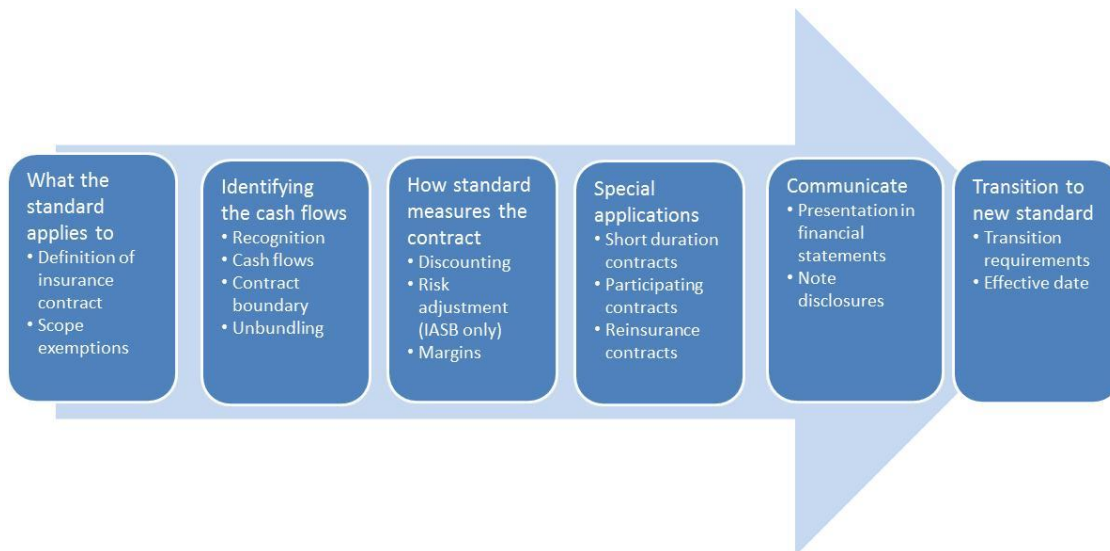 What the
standard
applies to
• Definition of
insurance
contract
• Scope
exemptions
Identifying
the cash flows
• Recognition
• Cash flows
• Contract
boundary
• Unbundling
How standard
measures the
contract
• Discounting
• Risk
adjustment
(IASB only)
• Margins
Special
applications
• Short duration
contracts
• Participating
contracts
• Reinsurance
contracts
Communicate
• Presentation in
financial
statements
• Note
disclosures
Transition to
new standard
• Transition
requirements
• Effective date